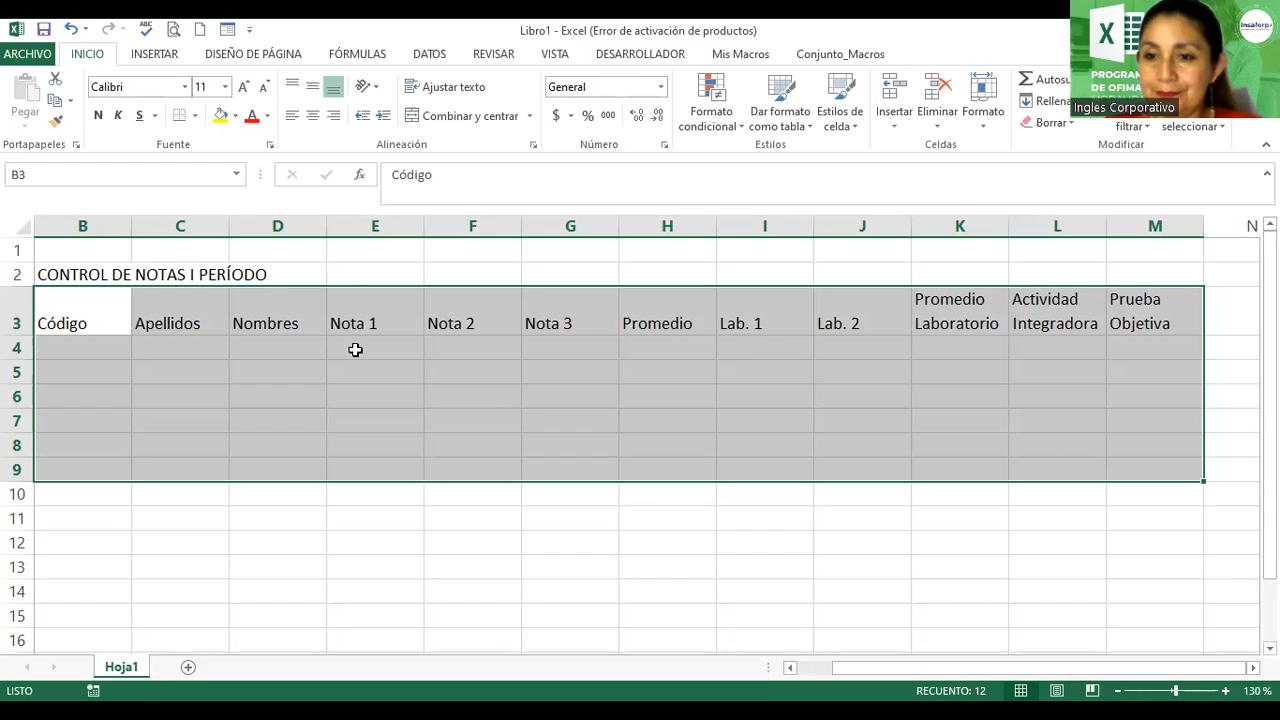 Libro1 - Excel (Error de activación de productos)
ARCHIVO INICIO INSERTAR DISEÑO DE PÁGINA FÓRMULAS DATOS REVISAR VISTA DESARROLLADOR Mis Macros Conjunto_Macros
Pegar
Portapapeles
Calibri 11
N K S
Fuente
Ajustar texto
Combinar y centrar
Alineación
General
$ % 000
Número
Formato condicional
Dar formato como tabla
Estilos de celda
Estilos
Insertar
Eliminar
Formato
Celdas
Autosu
Rellena
Borrar
filtrar
seleccionar
Modificar
Insaforp
PROGRAM
DE OFIMA
Ingles Corporativo
B3
Código
B C D E F G H I J K L M N
1
2 CONTROL DE NOTAS I PERÍODO
3 Código Apellidos Nombres Nota 1 Nota 2 Nota 3 Promedio Lab. 1 Lab. 2 Promedio Laboratorio Actividad Integradora Prueba Objetiva
4
5
6
7
8
9
10
11
12
13
14
15
16
Hoja1
LISTO
RECUENTO: 12
130 %